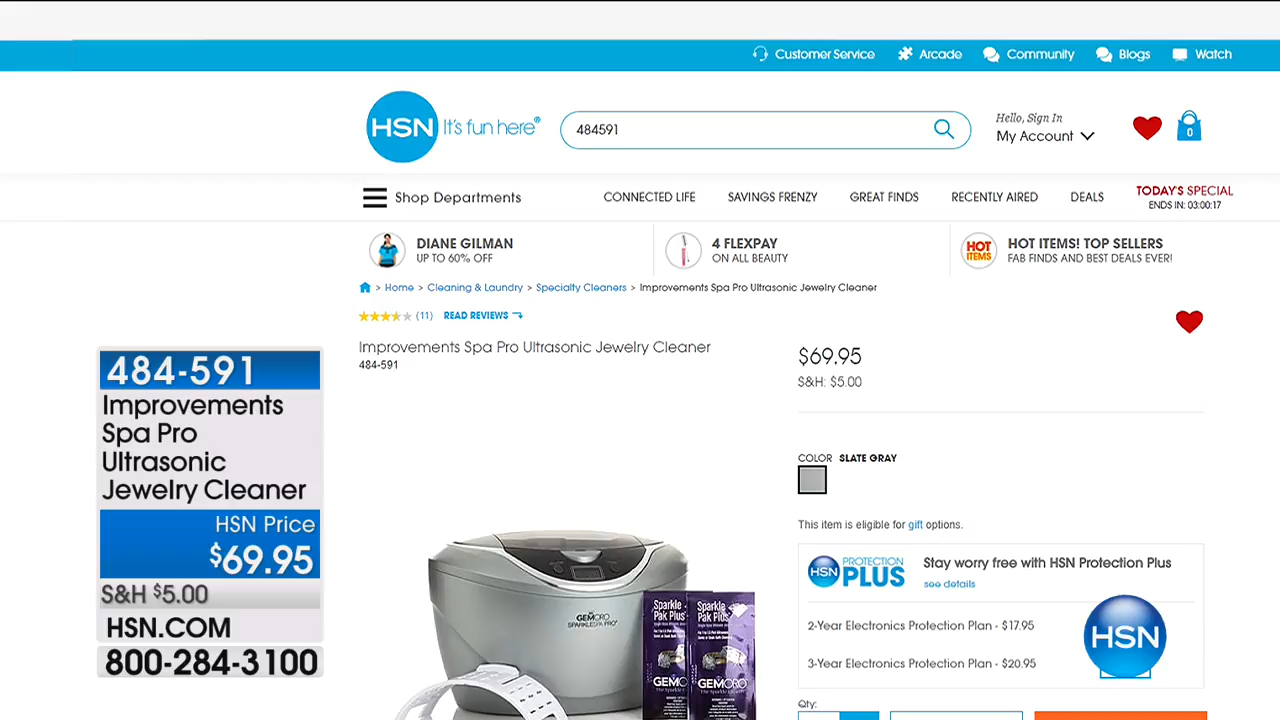 Customer Service
Arcade
Community
Blogs
Watch
HSN It's fun here®
484591
Hello, Sign In
My Account
0
Shop Departments
CONNECTED LIFE
SAVINGS FRENZY
GREAT FINDS
RECENTLY AIRED
DEALS
TODAY'S SPECIAL
ENDS IN: 03:00:17
DIANE GILMAN
UP TO 60% OFF
4 FLEXPAY
ON ALL BEAUTY
HOT
ITEMS
HOT ITEMS! TOP SELLERS
FAB FINDS AND BEST DEALS EVER!
> Home > Cleaning & Laundry > Specialty Cleaners > Improvements Spa Pro Ultrasonic Jewelry Cleaner
(11) READ REVIEWS
Improvements Spa Pro Ultrasonic Jewelry Cleaner
484-591
$69.95
S&H: $5.00
COLOR SLATE GRAY
This item is eligible for gift options.
HSN PROTECTION
PLUS
Stay worry free with HSN Protection Plus
see details
2-Year Electronics Protection Plan - $17.95
3-Year Electronics Protection Plan - $20.95
HSN
Qty:
484-591
Improvements
Spa Pro
Ultrasonic
Jewelry Cleaner
HSN Price
$69.95
S&H $5.00
HSN.COM
800-284-3100
GEMORO
SPARKLESPA PRO
Sparkle
Pak Plus
GEMO
Sparkle
Pak Plus
GEMORO